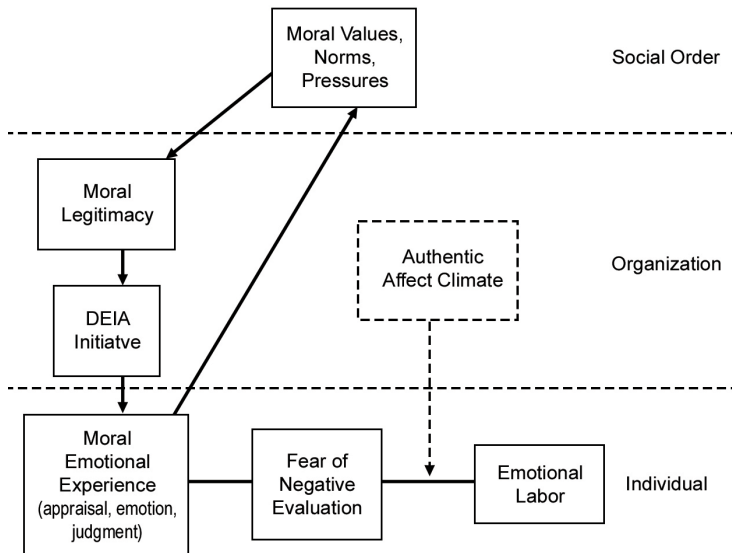 Moral Values,
Norms,
Pressures
Social Order
Moral
Legitimacy
Authentic
Affect Climate
Organization
DEIA
Initiatve
Moral
Emotional
Experience
(appraisal, emotion,
judgment)
Fear of
Negative
Evaluation
Emotional
Labor
Individual